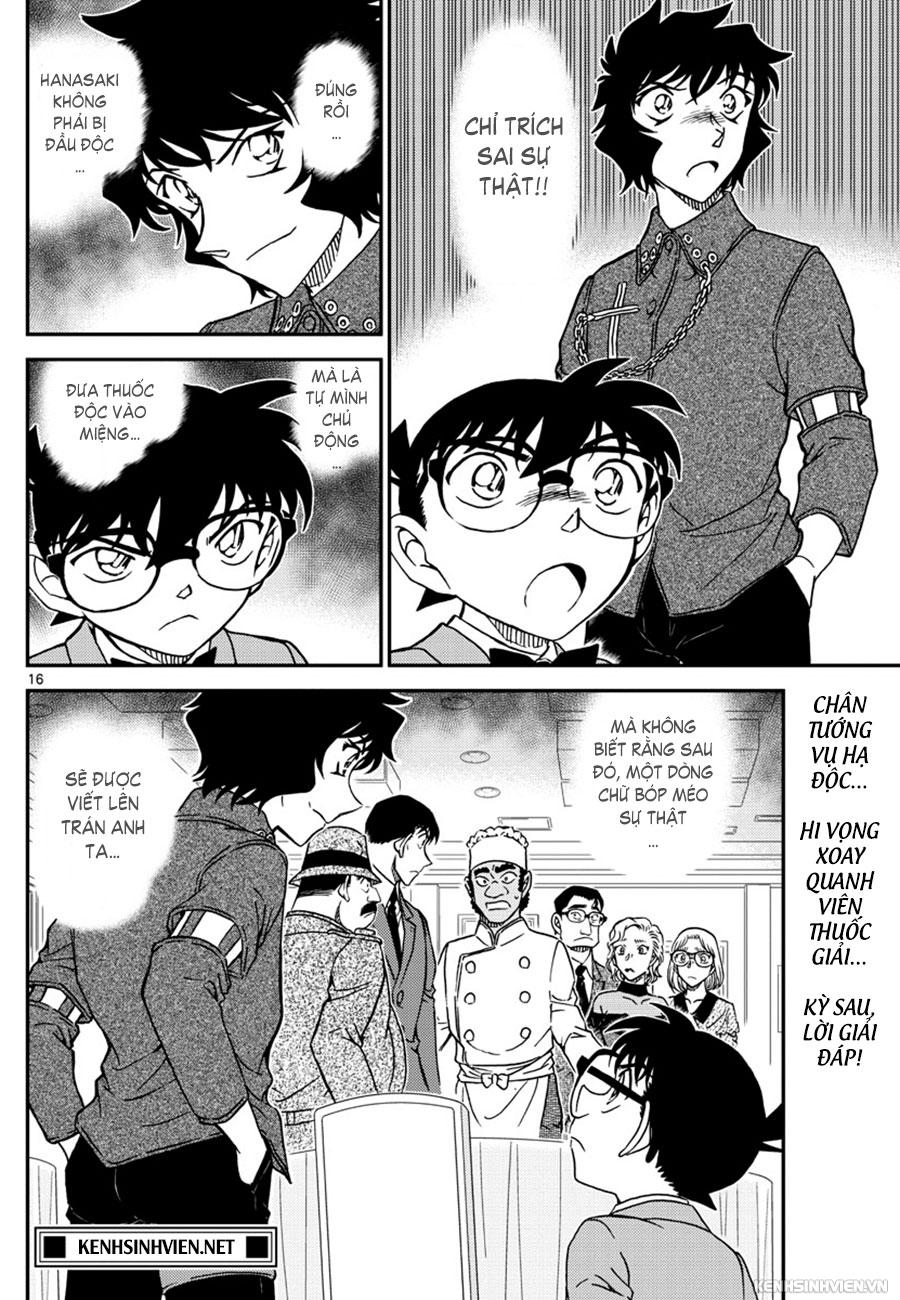 CHỈ TRÍCH
SAI SỰ
THẬT!!
ĐÚNG
RỒI
...
HANASAKI
KHÔNG
PHẢI BỊ
ĐẦU ĐỘC
...
MÀ LÀ
TỰ MÌNH
CHỦ
ĐỘNG
...
ĐƯA THUỐC
ĐỘC VÀO
MIỆNG...
16
MÀ KHÔNG
BIẾT RẰNG SAU
ĐÓ, MỘT DÒNG
CHỮ BÓP MÉO
SỰ THẬT
...
SẼ ĐƯỢC
VIẾT LÊN
TRÁN ANH
TA...
CHÂN
TƯỚNG
VỤ HẠ
ĐỘC...
HI VỌNG
XOAY
QUANH
VIÊN
THUỐC
GIẢI...
KỲ SAU,
LỜI GIẢI
ĐÁP!
KENHSINHVIEN.NET
KENHSINHVIEN.VN